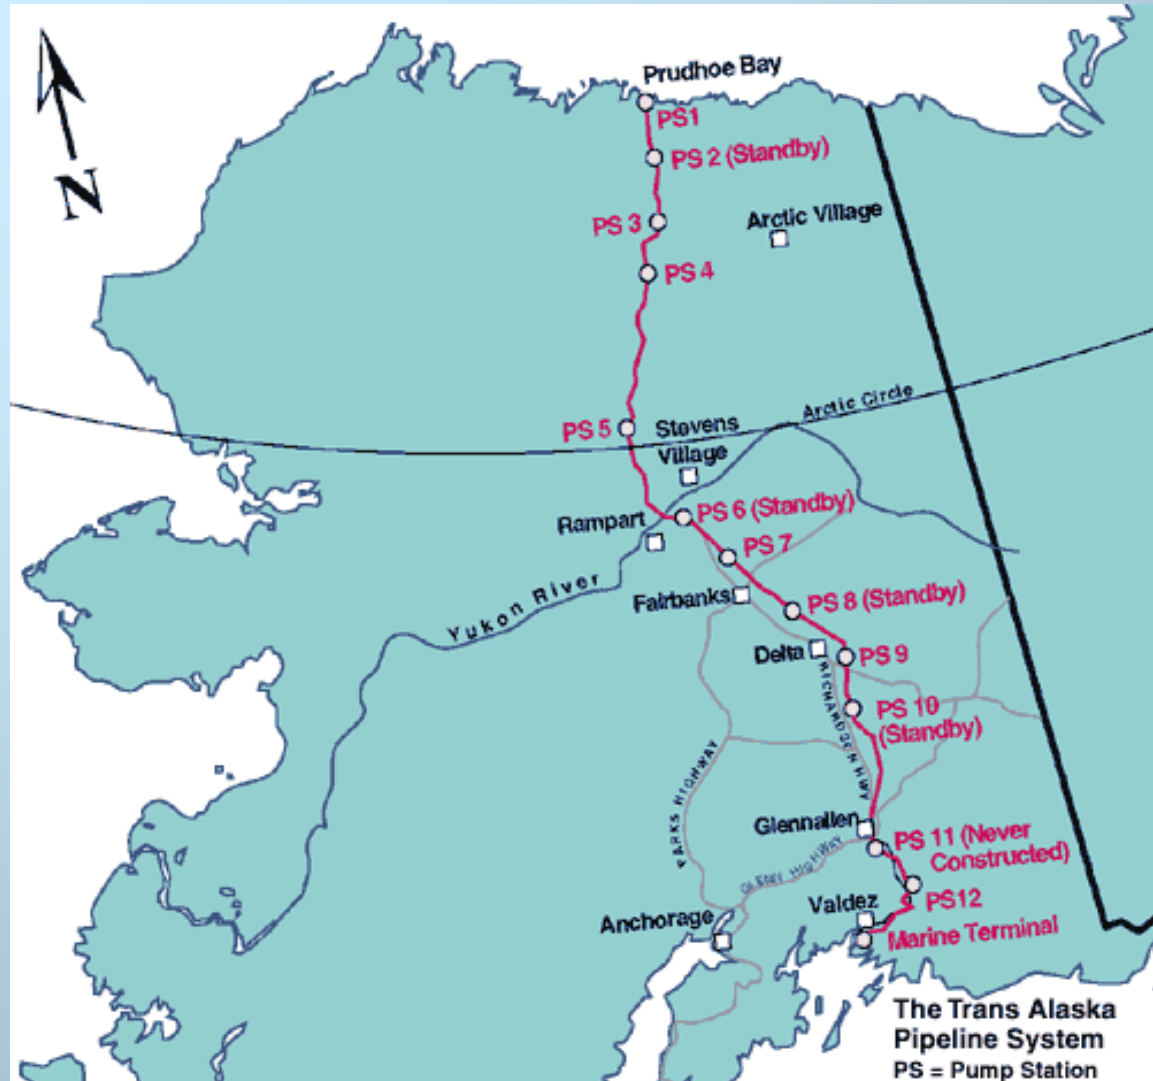 Prudhoe Bay
PS1
PS 2 (Standby)
Arctic Village
PS 3
PS 4
Arctic Circle
PS 5
Stevens
Village
PS 6 (Standby)
Rampart
PS 7
Yukon River
Fairbanks
PS 8 (Standby)
Delta
PS 9
RICHARDSON HWY
PS 10
(Standby)
PARKS HIGHWAY
Glennallen
PS 11 (Never
Constructed)
GLENN HIGHWAY
PS12
Valdez
Anchorage
Marine Terminal
N
The Trans Alaska
Pipeline System
PS = Pump Station